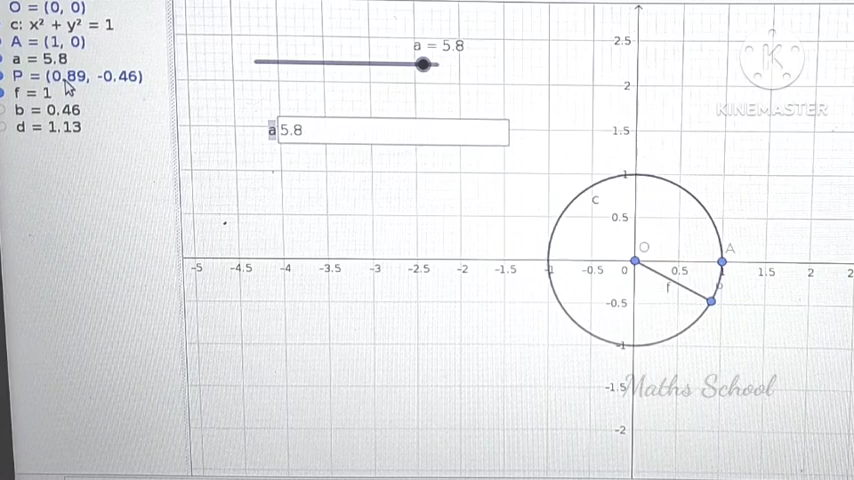 O = (0, 0)
c: x² + y² = 1
A = (1, 0)
a = 5.8
P = (0.89, -0.46)
f = 1
b = 0.46
d = 1.13
a = 5.8
a 5.8
KINEMASTER
2.5
2
1.5
1
0.5
c
O
A
-5 -4.5 -4 -3.5 -3 -2.5 -2 -1.5 -1 -0.5 0 0.5 1 1.5 2 2
f
P
-0.5
-1
-1.5
Maths School
-2